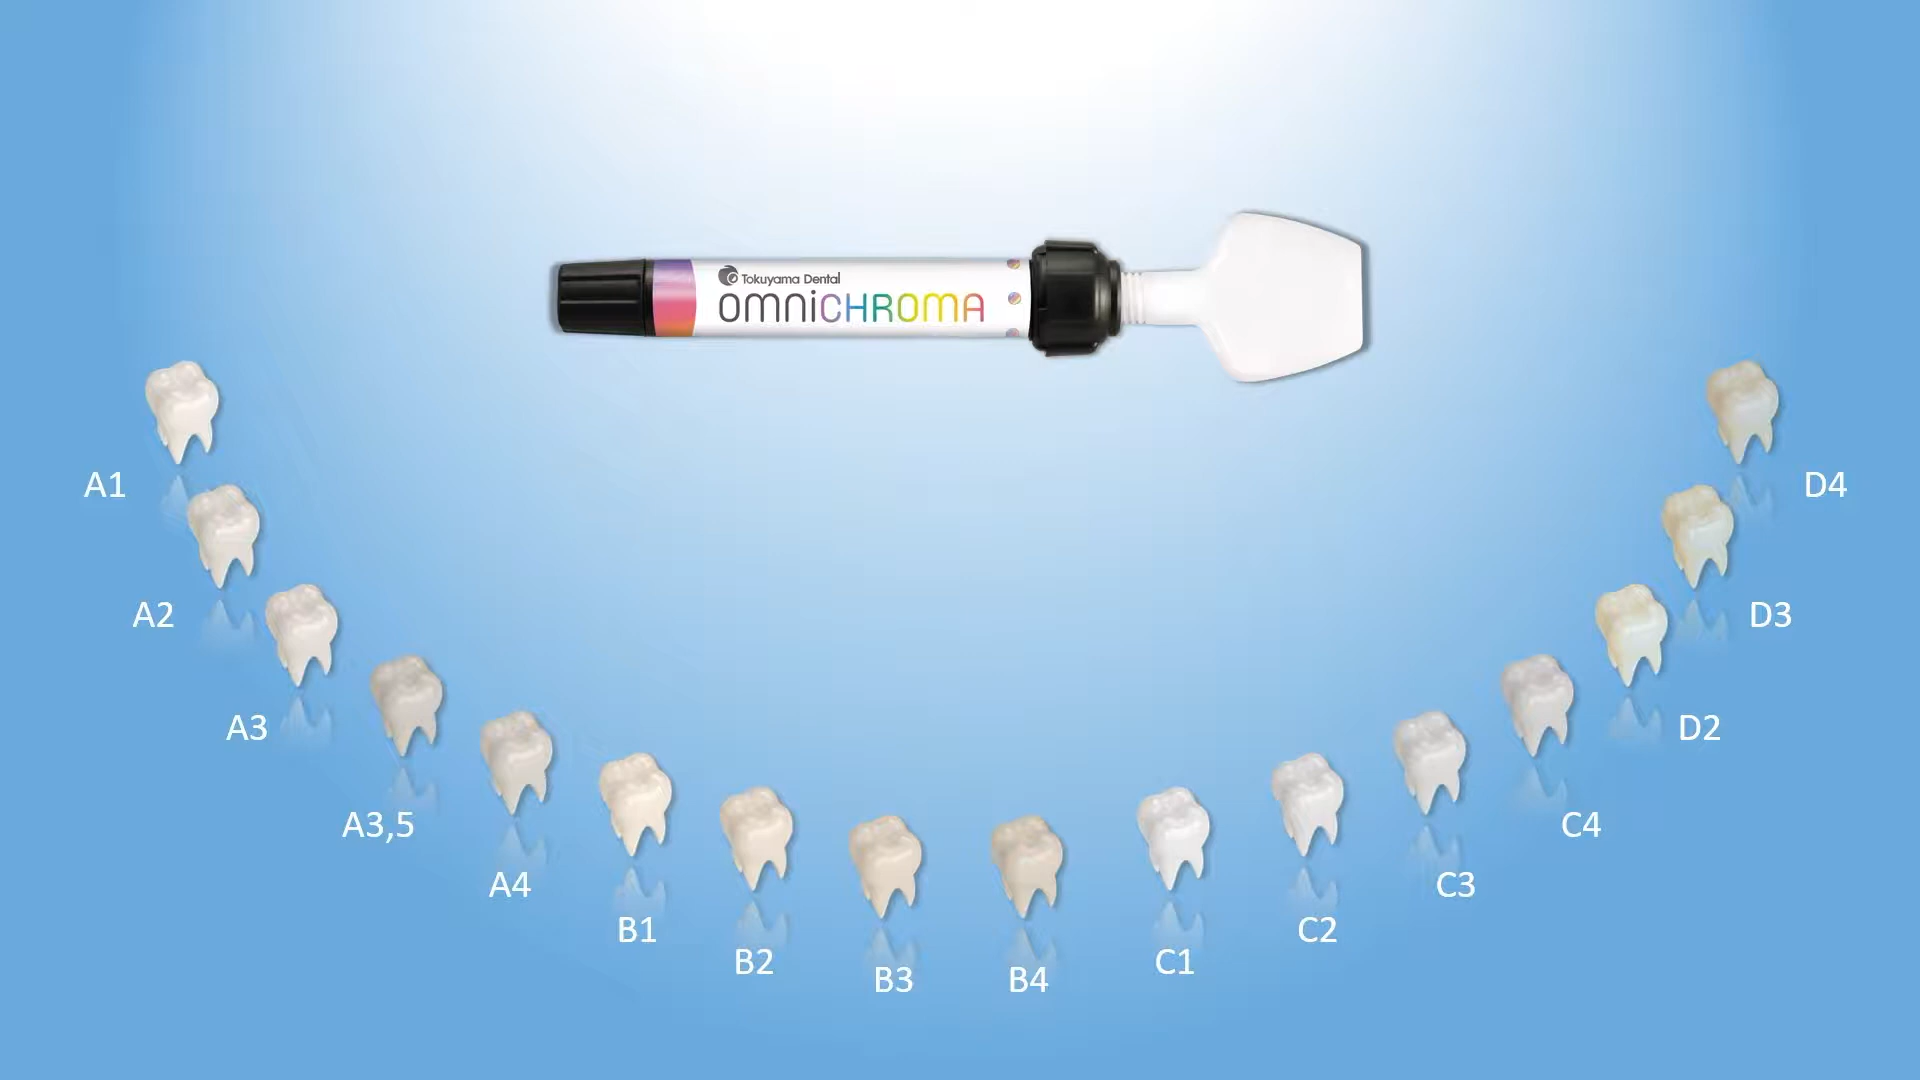 Tokuyama Dental
OMNiCHROMA
A1
A2
A3
A3,5
A4
B1
B2
B3
B4
C1
C2
C3
C4
D2
D3
D4